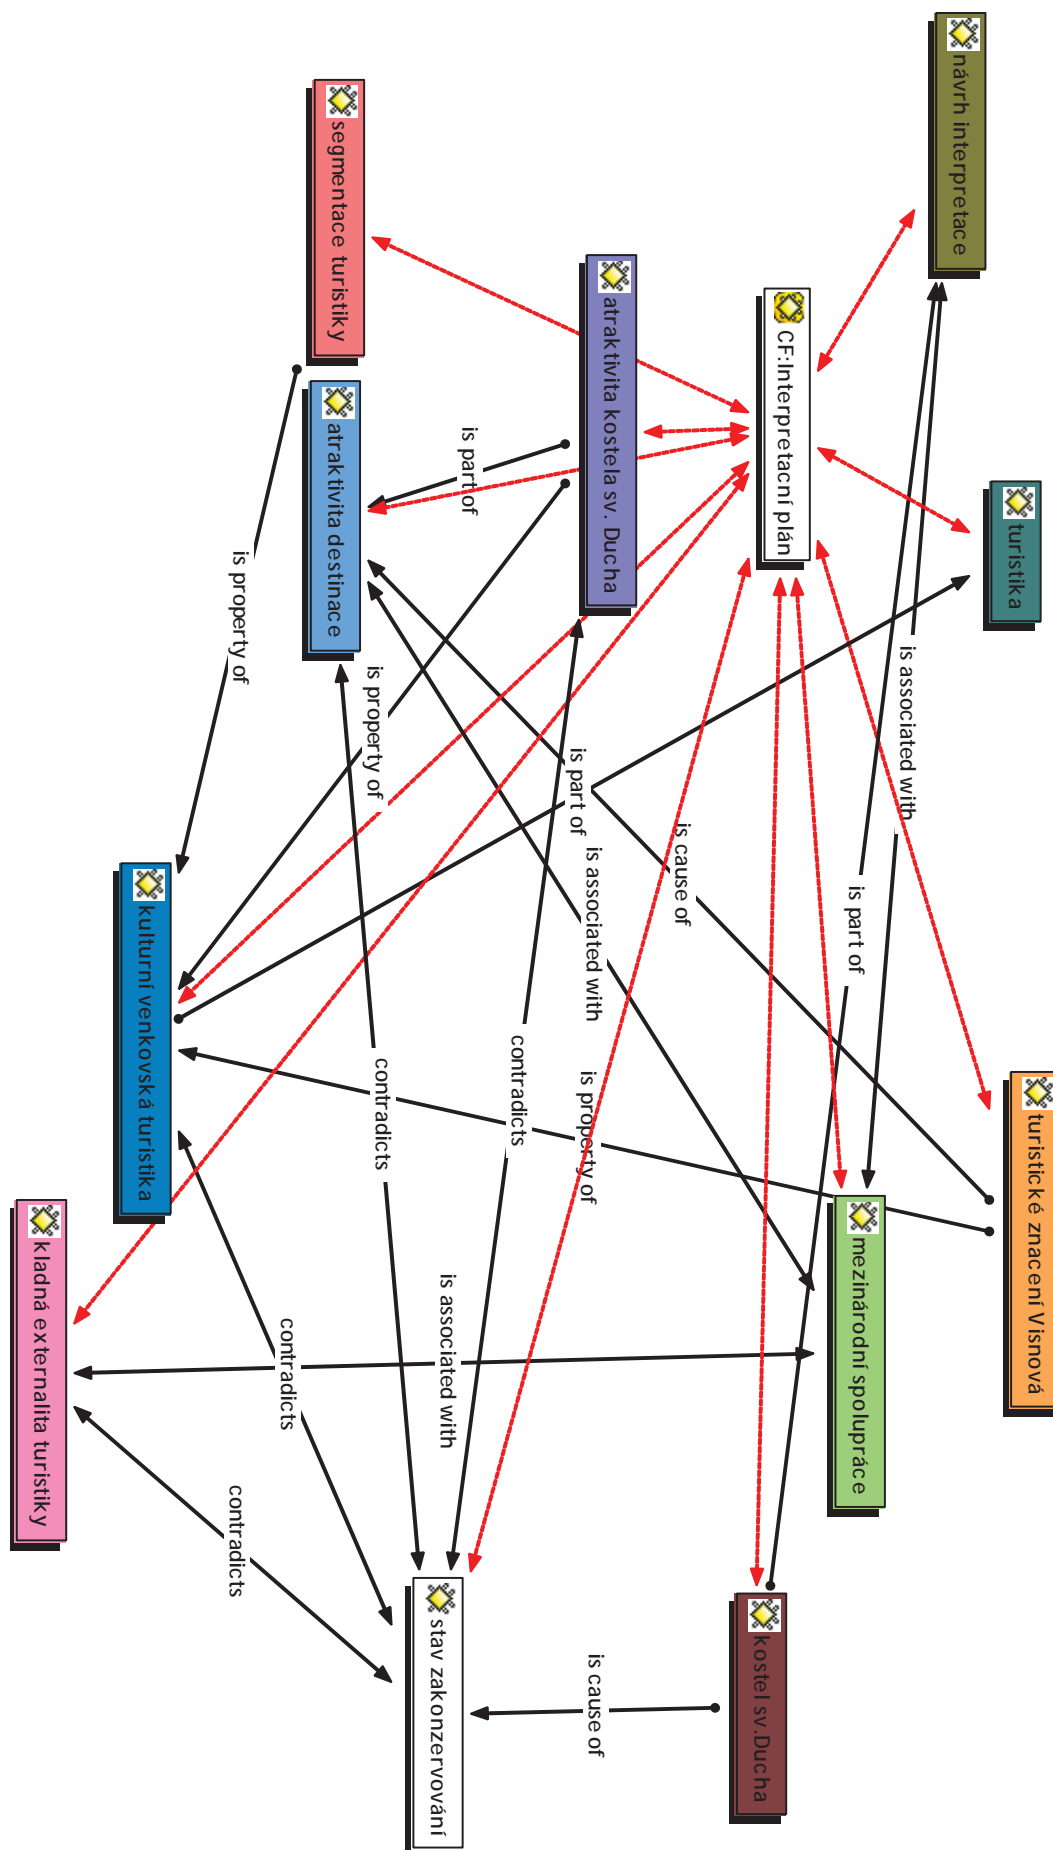 návrh interpretace
turistika
turistické znacení Visnová
CF:Interpretacní plán
is associated with
is part of
mezinárodní spolupráce
kostel sv.Ducha
atraktivita kostela sv. Ducha
is cause of
is part of
is associated with
is property of
is cause of
segmentace turistiky
atraktivita destinace
is part of
is property of
contradicts
contradicts
is associated with
stav zakonzervování
is property of
contradicts
contradicts
kulturní venkovská turistika
kladná externalita turistiky